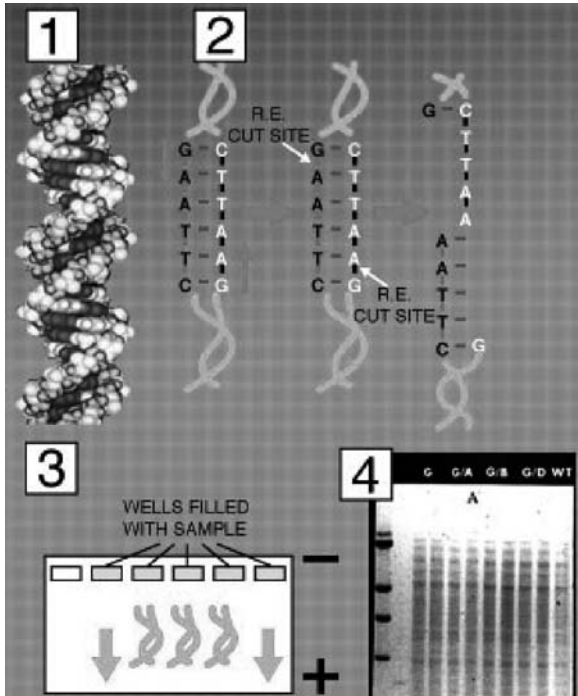 1
2
R.E.
CUT SITE
G - C
A T
A T
T A
T A
C - G
G C
A T
A T
T A
T A
C - G
R.E.
CUT SITE
G - C
T
T
A
A
A
A
T
T
C
G
3
WELLS FILLED
WITH SAMPLE
−
+
4
G G/A G/B G/D WT
A